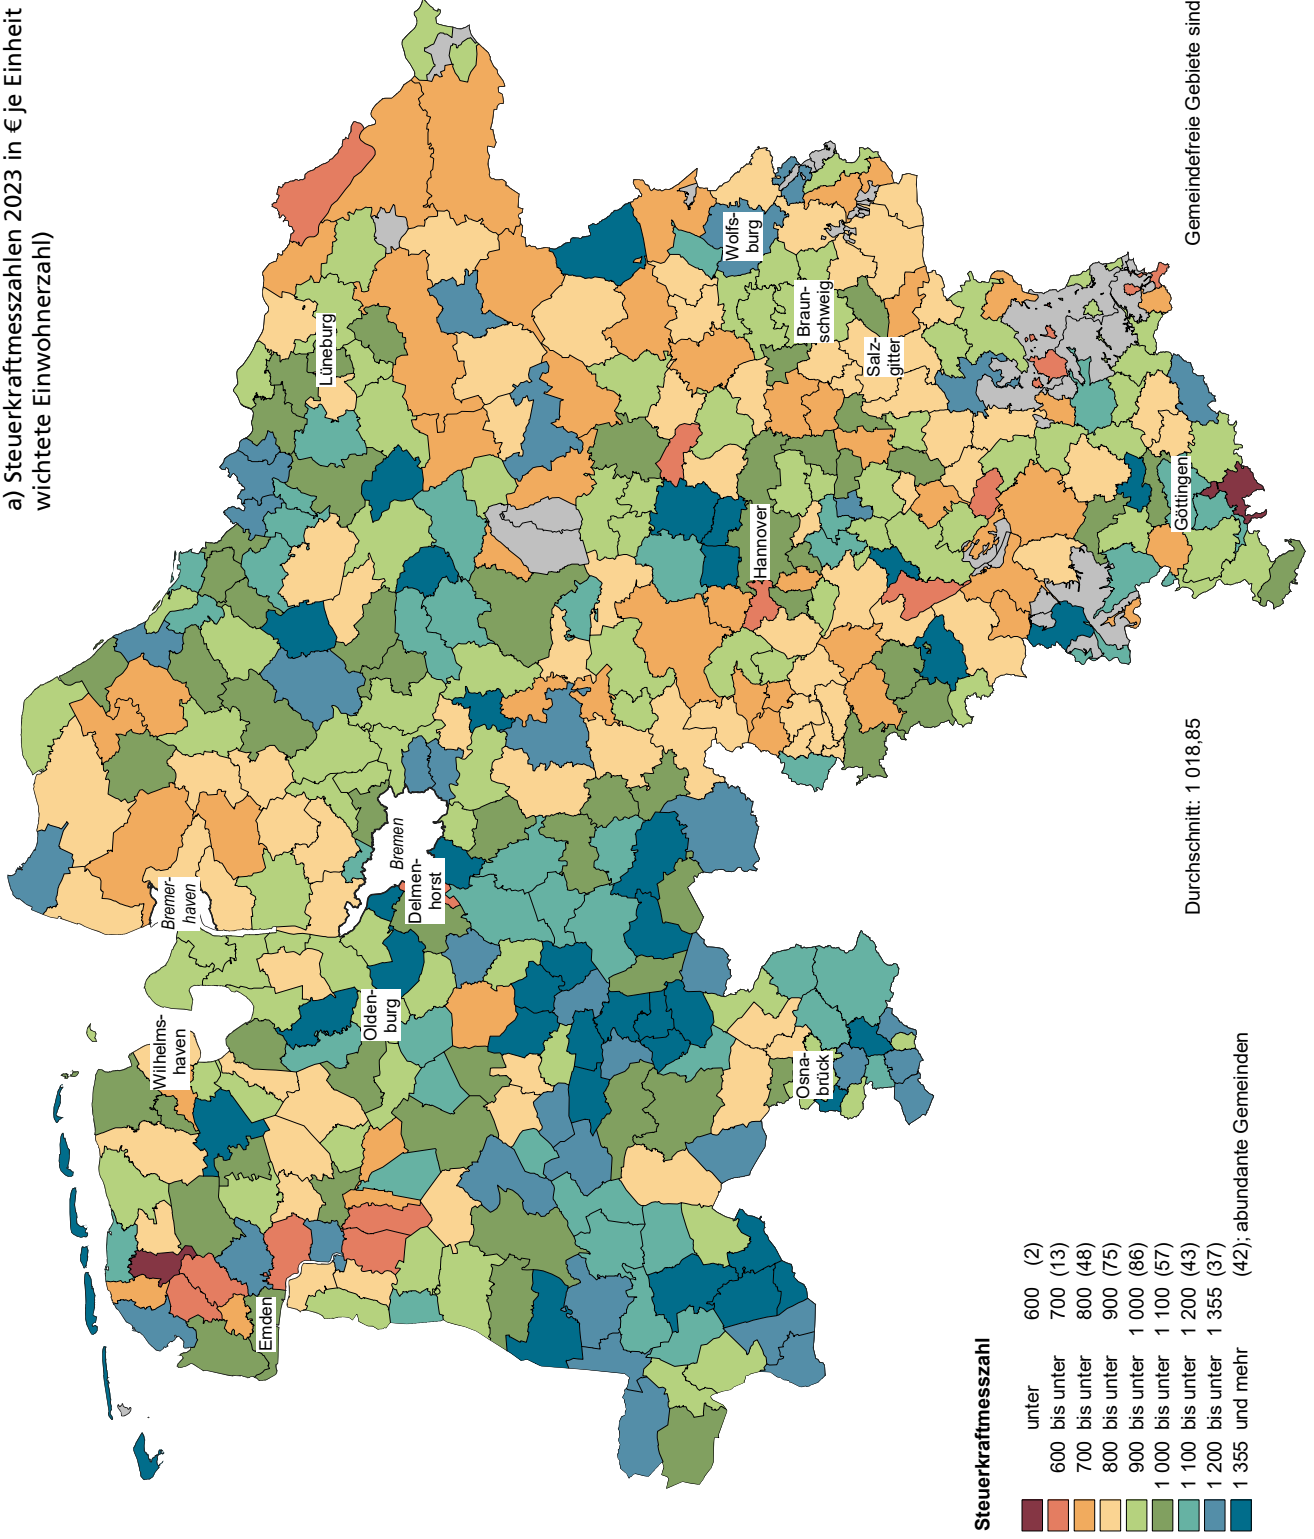 a) Steuerkraftmesszahlen 2023 in € je Einheit
wichtete Einwohnerzahl)
Lüneburg
Wolfs-
burg
Braun-
schweig
Salz-
gitter
Hannover
Göttingen
Bremer-
haven
Bremen
Delmen-
horst
Wilhelms-
haven
Olden-
burg
Emden
Osna-
brück
Gemeindefreie Gebiete sind
Durchschnitt: 1 018,85
Steuerkraftmesszahl
unter 600 (2)
600 bis unter 700 (13)
700 bis unter 800 (48)
800 bis unter 900 (75)
900 bis unter 1 000 (86)
1 000 bis unter 1 100 (57)
1 100 bis unter 1 200 (43)
1 200 bis unter 1 355 (37)
1 355 und mehr (42); abundante Gemeinden